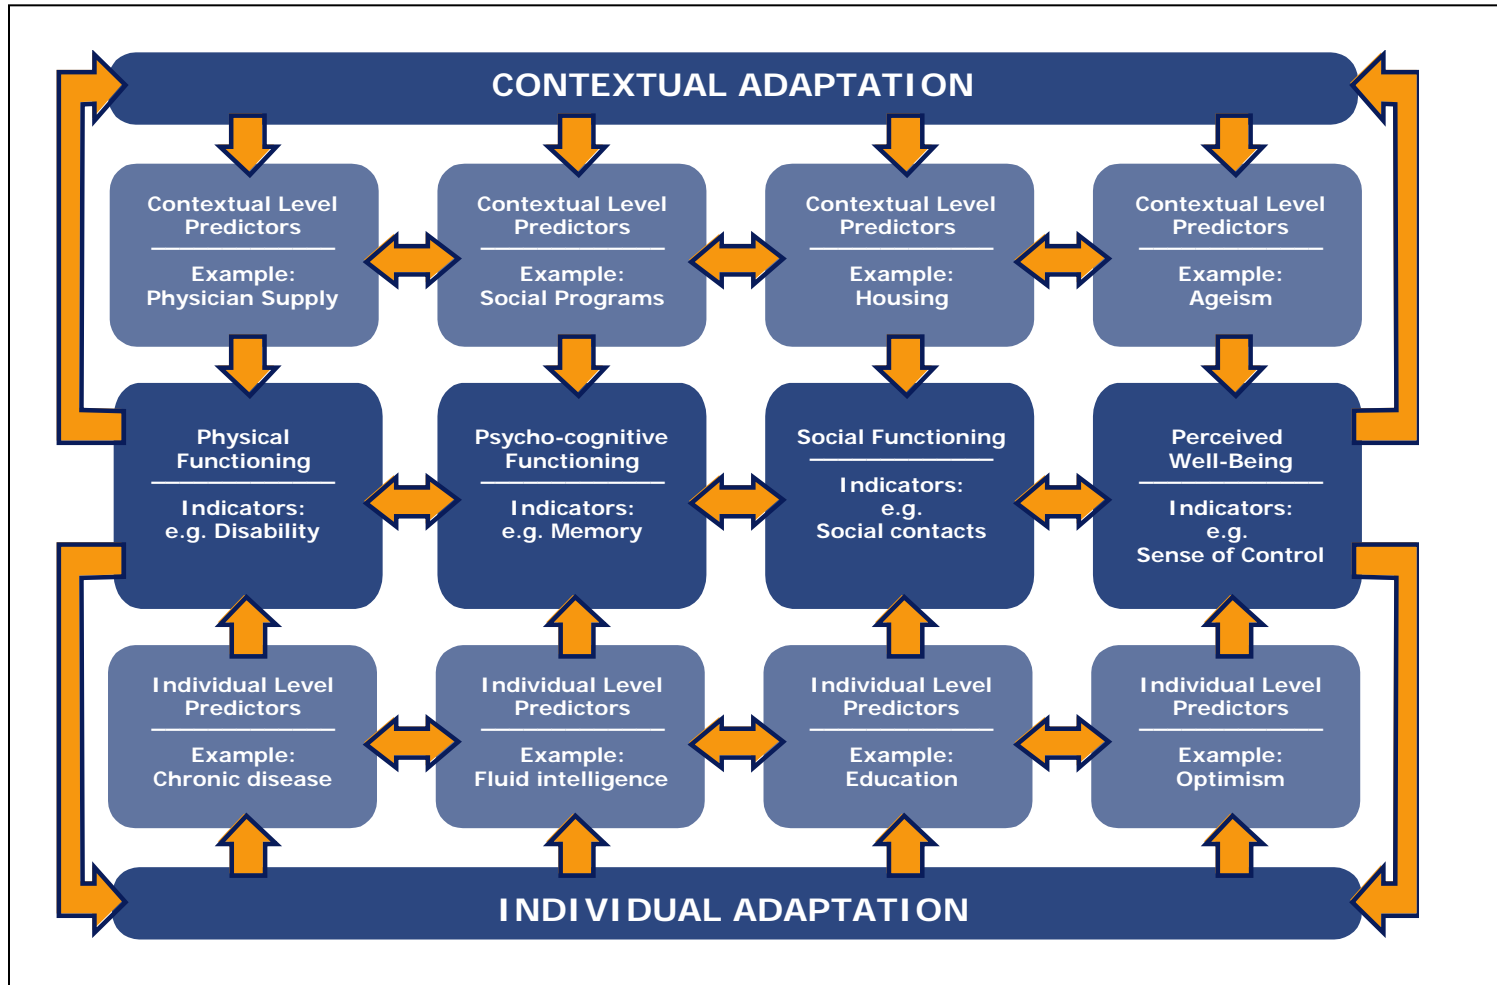 CONTEXTUAL ADAPTATION
Contextual Level
Predictors
Example:
Physician Supply
Contextual Level
Predictors
Example:
Social Programs
Contextual Level
Predictors
Example:
Housing
Contextual Level
Predictors
Example:
Ageism
Physical
Functioning
Indicators:
e.g. Disability
Psycho-cognitive
Functioning
Indicators:
e.g. Memory
Social Functioning
Indicators:
e.g.
Social contacts
Perceived
Well-Being
Indicators:
e.g.
Sense of Control
Individual Level
Predictors
Example:
Chronic disease
Individual Level
Predictors
Example:
Fluid intelligence
Individual Level
Predictors
Example:
Education
Individual Level
Predictors
Example:
Optimism
INDIVIDUAL ADAPTATION